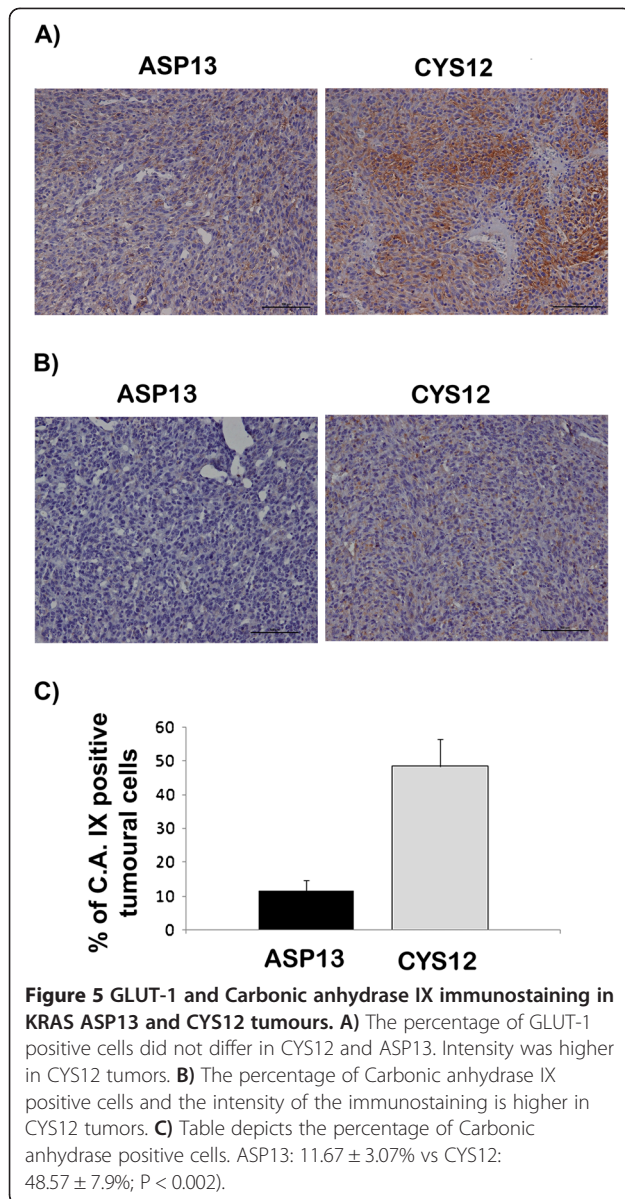 A)
ASP13 CYS12
B)
ASP13 CYS12
C)
% of C.A. IX positive
tumoural cells
60
50
40
30
20
10
0
ASP13 CYS12
Figure 5 GLUT-1 and Carbonic anhydrase IX immunostaining in
KRAS ASP13 and CYS12 tumours. A) The percentage of GLUT-1
positive cells did not differ in CYS12 and ASP13. Intensity was higher
in CYS12 tumors. B) The percentage of Carbonic anhydrase IX
positive cells and the intensity of the immunostaining is higher in
CYS12 tumors. C) Table depicts the percentage of Carbonic
anhydrase positive cells. ASP13: 11.67 ± 3.07% vs CYS12:
48.57 ± 7.9%; P < 0.002).